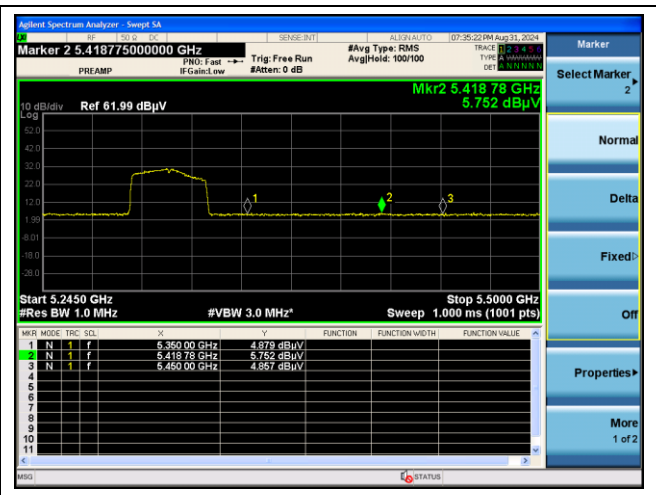 Agilent Spectrum Analyzer - Swept SA
RF 50 Ω DC SENSE:INT ALIGN AUTO 07:35:22 PM Aug 31, 2024
Marker 2 5.418775000000 GHz
PREAMP
PNO: Fast
IFGain:Low
Trig: Free Run
#Atten: 0 dB
#Avg Type: RMS
Avg|Hold: 100/100
TRACE 1 2 3 4 5 6
TYPE A WWWWW
DET A N N N N N
Mkr2 5.418 78 GHz
5.752 dBµV
10 dB/div Ref 61.99 dBµV
Log
52.0
42.0
32.0
22.0
12.0
1.99
-8.01
-18.0
-28.0
1
2
3
Start 5.2450 GHz
#Res BW 1.0 MHz
#VBW 3.0 MHz*
Stop 5.5000 GHz
Sweep 1.000 ms (1001 pts)
MKR MODE TRC SCL X Y FUNCTION FUNCTION WIDTH FUNCTION VALUE
1 N 1 f 5.350 00 GHz 4.879 dBµV
2 N 1 f 5.418 78 GHz 5.752 dBµV
3 N 1 f 5.450 00 GHz 4.857 dBµV
4
5
6
7
8
9
10
11
MSG STATUS
Marker
Select Marker
2
Normal
Delta
Fixed
Off
Properties
More
1 of 2